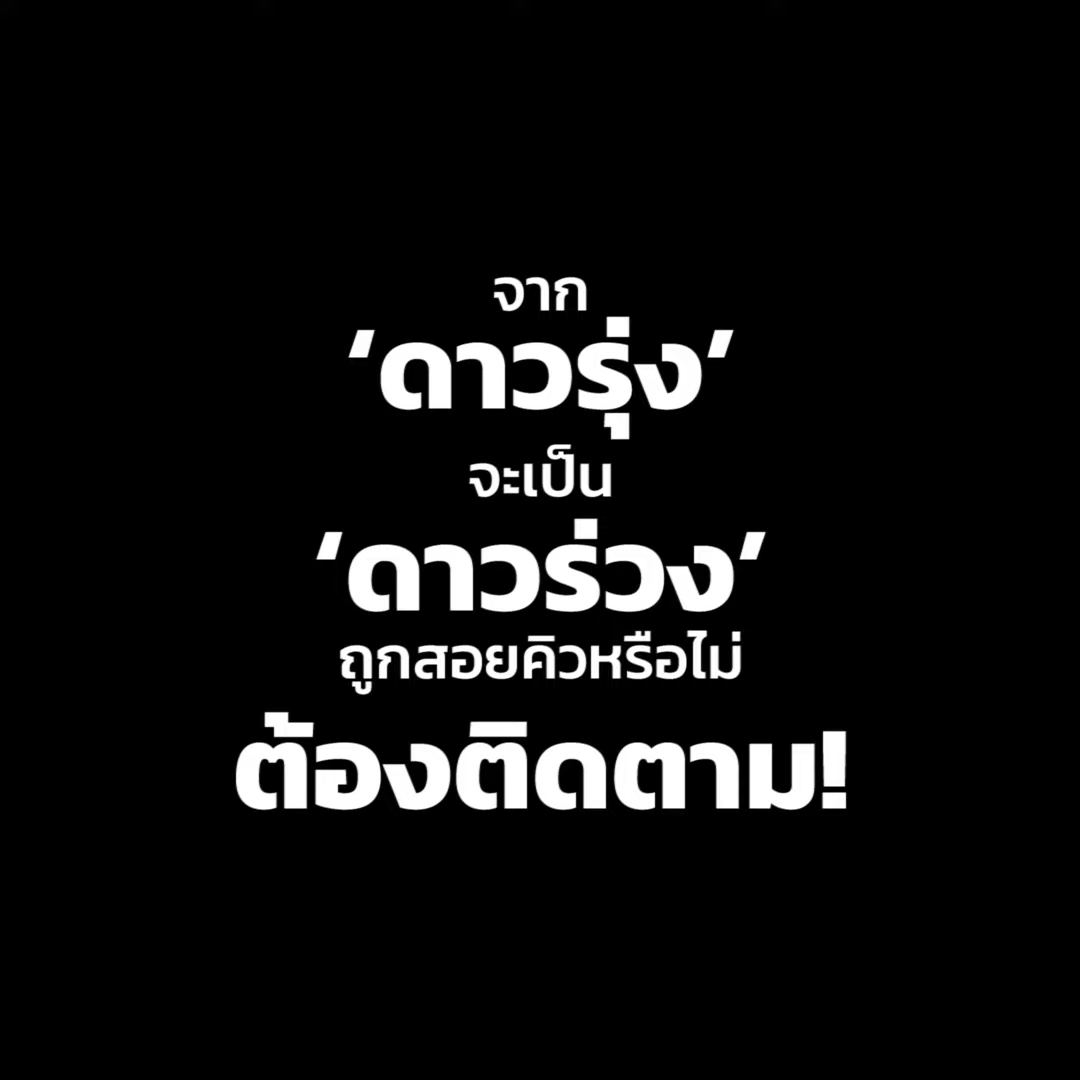 จาก
‘ดาวรุ่ง’
จะเป็น
‘ดาวร่วง’
ถูกสอยคิวหรือไม่
ต้องติดตาม!